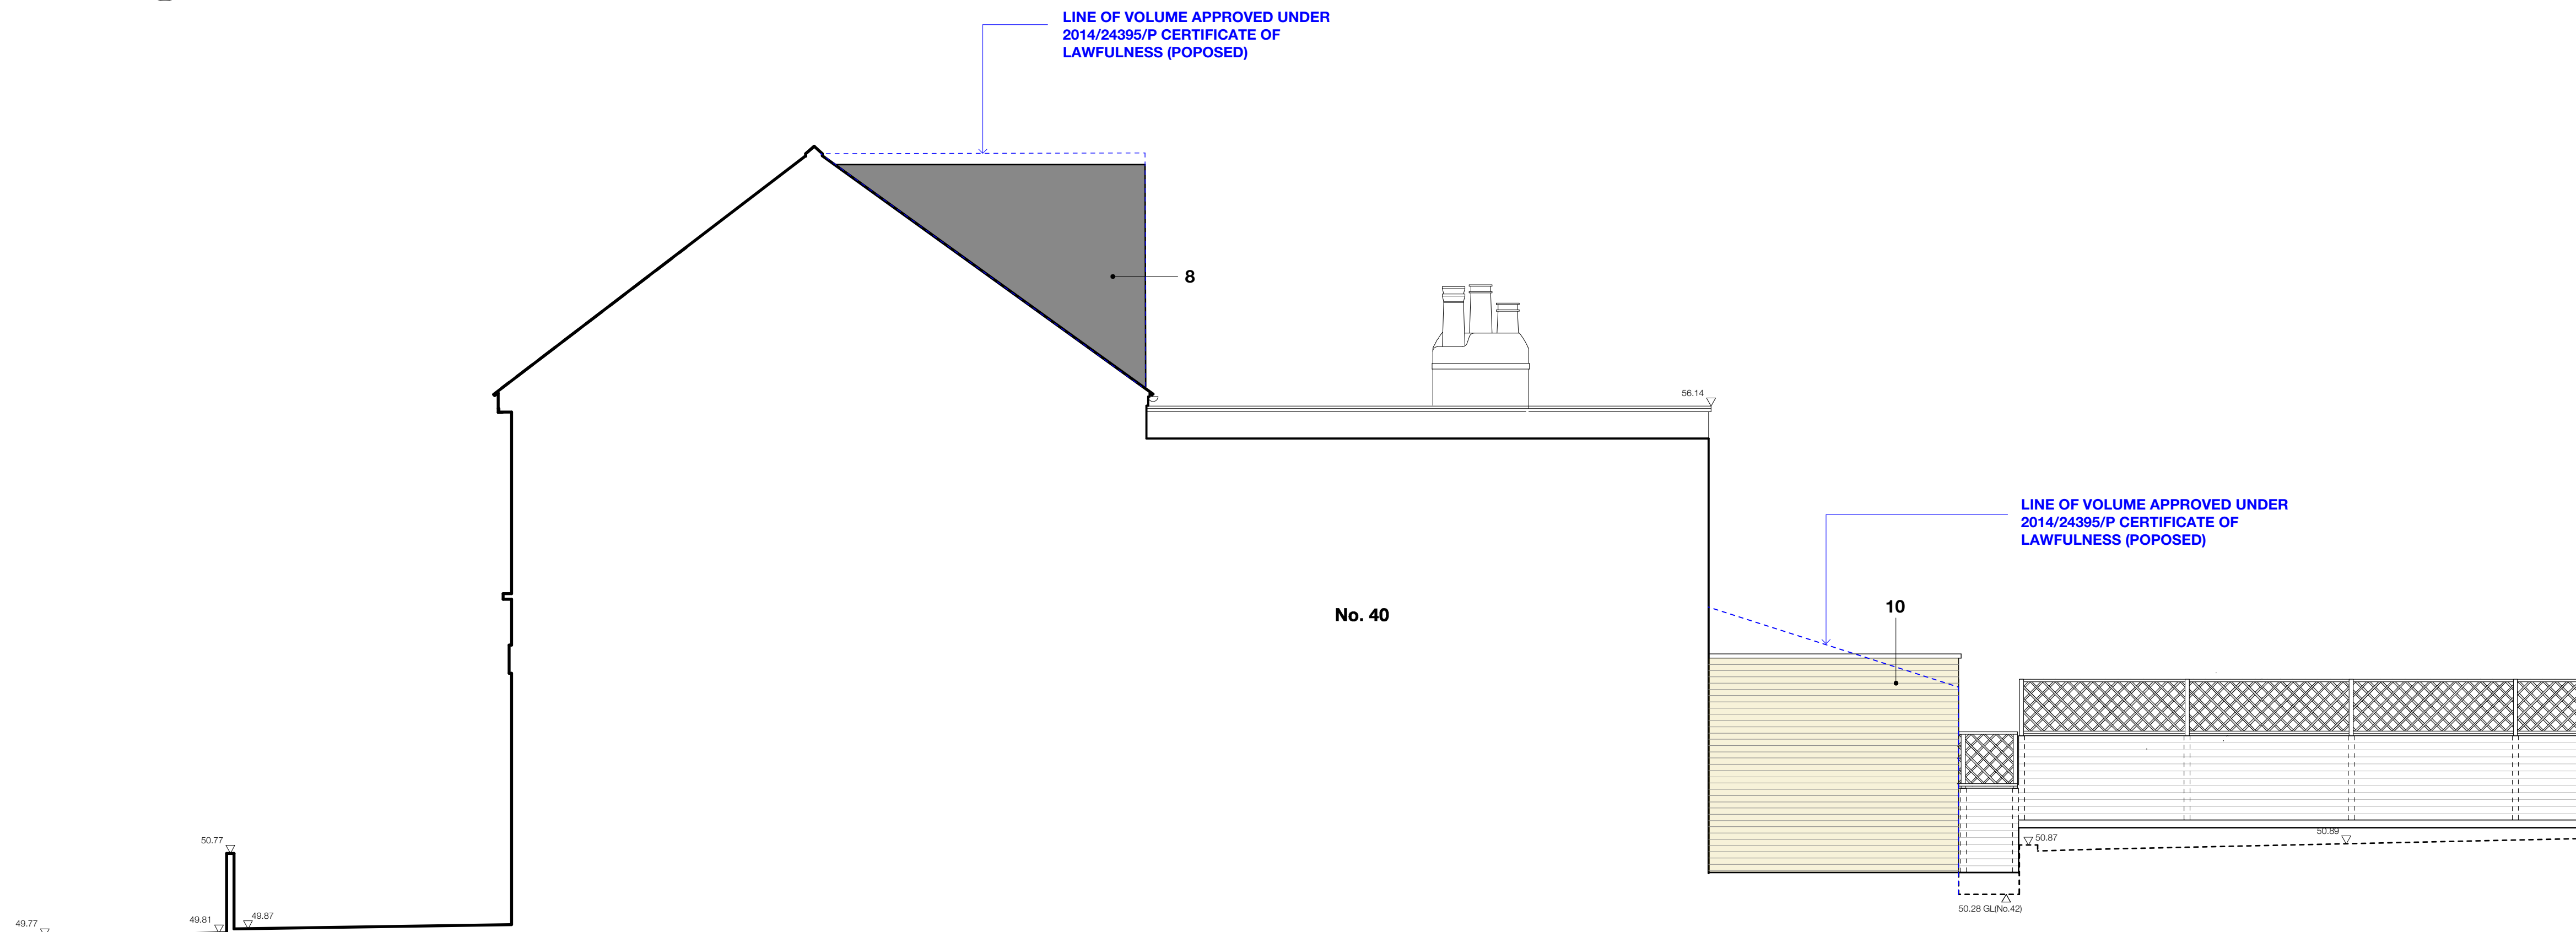 LINE OF VOLUME APPROVED UNDER
2014/24395/P CERTIFICATE OF
LAWFULNESS (POPOSED)
8
56.14
LINE OF VOLUME APPROVED UNDER
2014/24395/P CERTIFICATE OF
LAWFULNESS (POPOSED)
10
No. 40
50.77
50.89
50.87
49.81
49.87
49.77
50.28 GL(No.42)